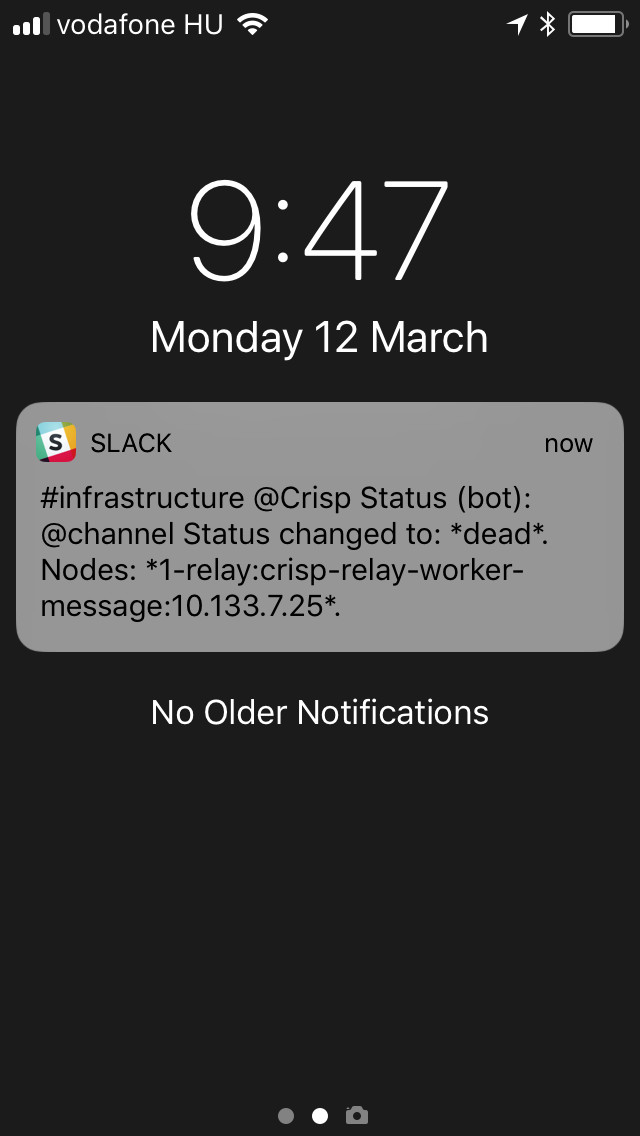 vodafone HU
9:47
Monday 12 March
S SLACK now
#infrastructure @Crisp Status (bot):
@channel Status changed to: *dead*.
Nodes: *1-relay:crisp-relay-worker-
message:10.133.7.25*.
No Older Notifications